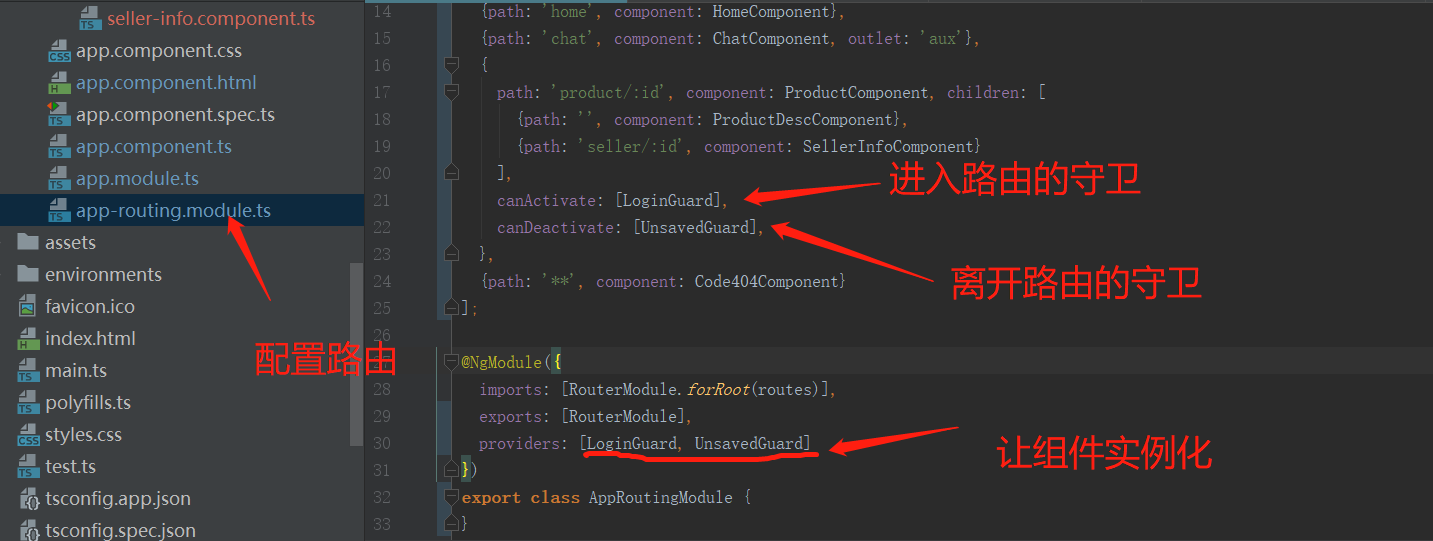 seller-info.component.ts
app.component.css
app.component.html
app.component.spec.ts
app.component.ts
app.module.ts
app-routing.module.ts
assets
environments
favicon.ico
index.html
main.ts
polyfills.ts
styles.css
test.ts
tsconfig.app.json
tsconfig.spec.json
配置路由
14 {path: 'home', component: HomeComponent},
15 {path: 'chat', component: ChatComponent, outlet: 'aux'},
16 {
17 path: 'product/:id', component: ProductComponent, children: [
18 {path: '', component: ProductDescComponent},
19 {path: 'seller/:id', component: SellerInfoComponent}
20 ],
21 canActivate: [LoginGuard],
进入路由的守卫
22 canDeactivate: [UnsavedGuard],
23 },
离开路由的守卫
24 {path: '**', component: Code404Component}
25 ];
26
27 @NgModule({
28 imports: [RouterModule.forRoot(routes)],
29 exports: [RouterModule],
30 providers: [LoginGuard, UnsavedGuard]
让组件实例化
31 })
32 export class AppRoutingModule {
33 }